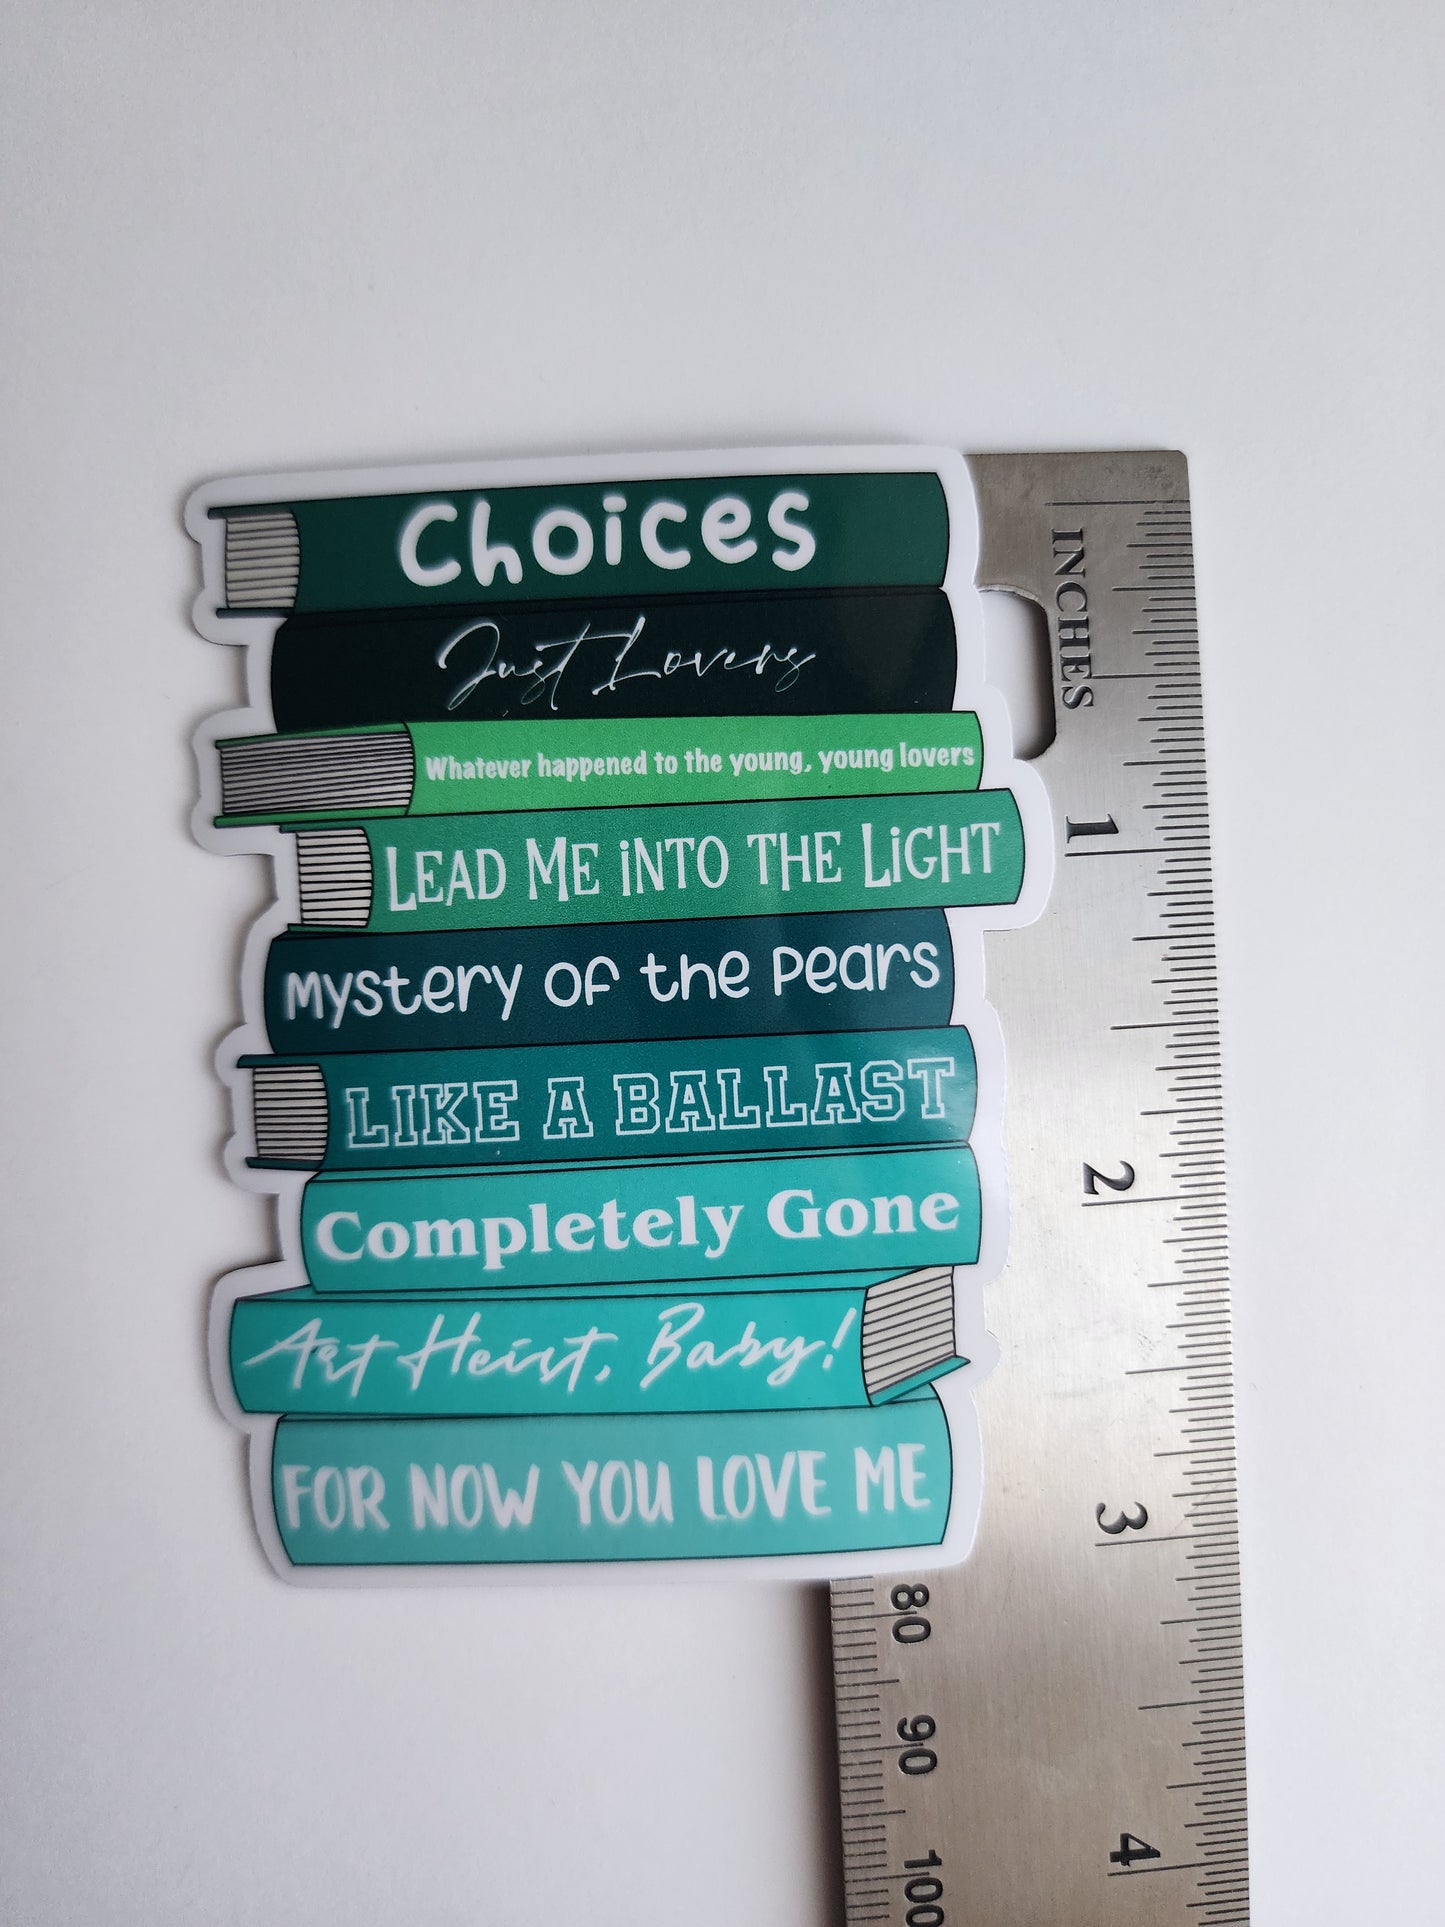 Choices
Just Lovers
Whatever happened to the young, young lovers
LEAD ME iNTO THE LiGHT
Mystery of the Pears
LIKE A BALLAST
Completely Gone
Art Heist, Baby!
FOR NOW YOU LOVE ME
INCHES
1
2
3
4
80
90
100